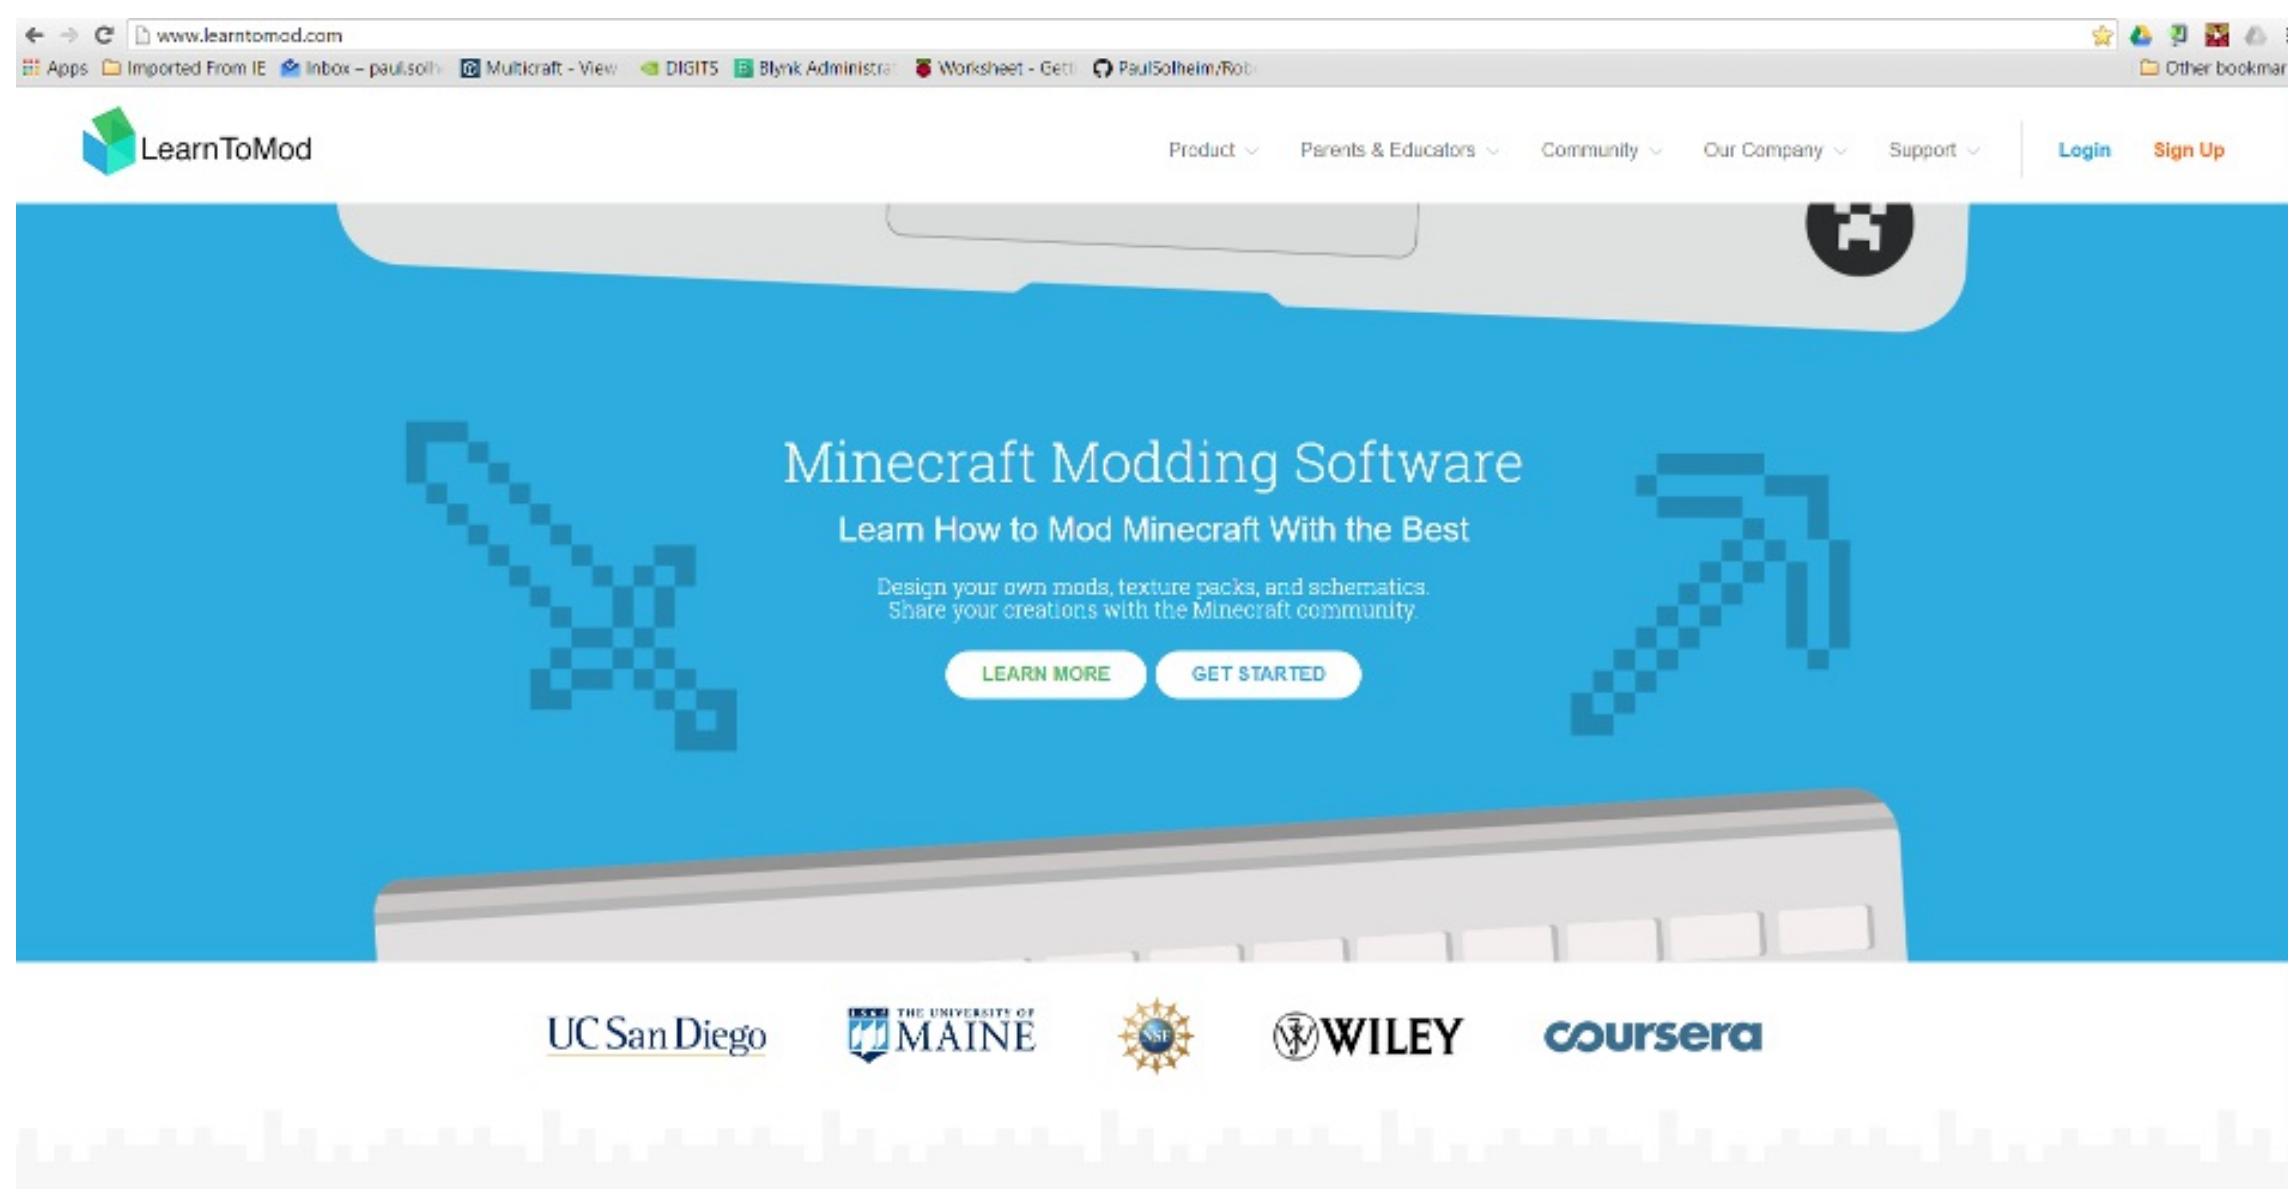 www.learntomod.com
Apps Imported From IE Inbox – paul.solh Multicraft - View DIGITS Blynk Administrat Worksheet - Getti PaulSolheim/Rob
Other bookmar
LearnToMod
Product Parents & Educators Community Our Company Support Login Sign Up
Minecraft Modding Software
Learn How to Mod Minecraft With the Best
Design your own mods, texture packs, and schematics.
Share your creations with the Minecraft community.
LEARN MORE GET STARTED
UC San Diego
1865 THE UNIVERSITY OF
MAINE
NSF
WILEY
coursera